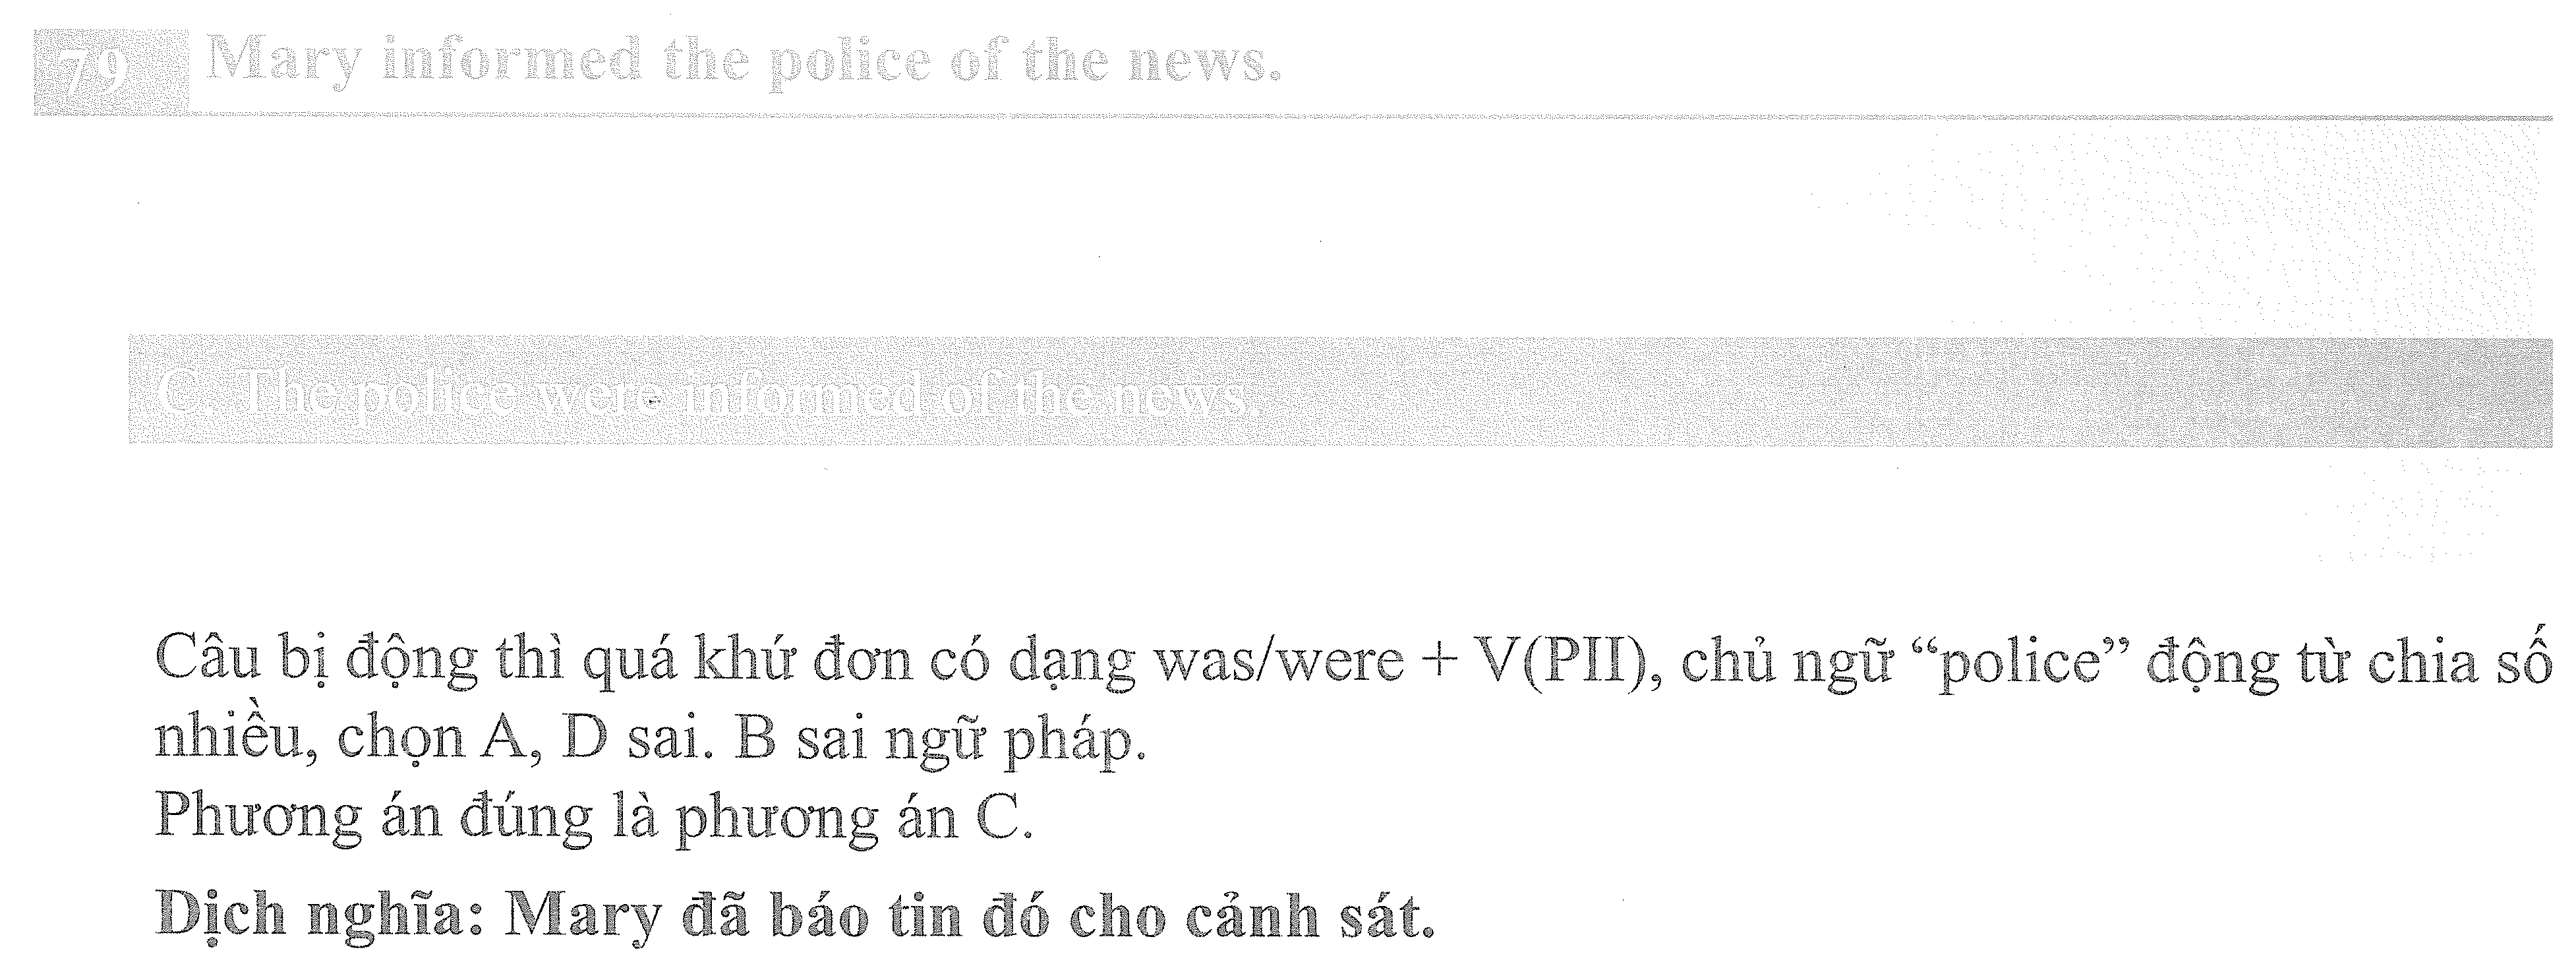 79 Mary informed the police of the news.
C. The police were informed of the news.
Câu bị động thì quá khứ đơn có dạng was/were + V(PII), chủ ngữ “police” động từ chia số
nhiều, chọn A, D sai. B sai ngữ pháp.
Phương án đúng là phương án C.
Dịch nghĩa: Mary đã báo tin đó cho cảnh sát.